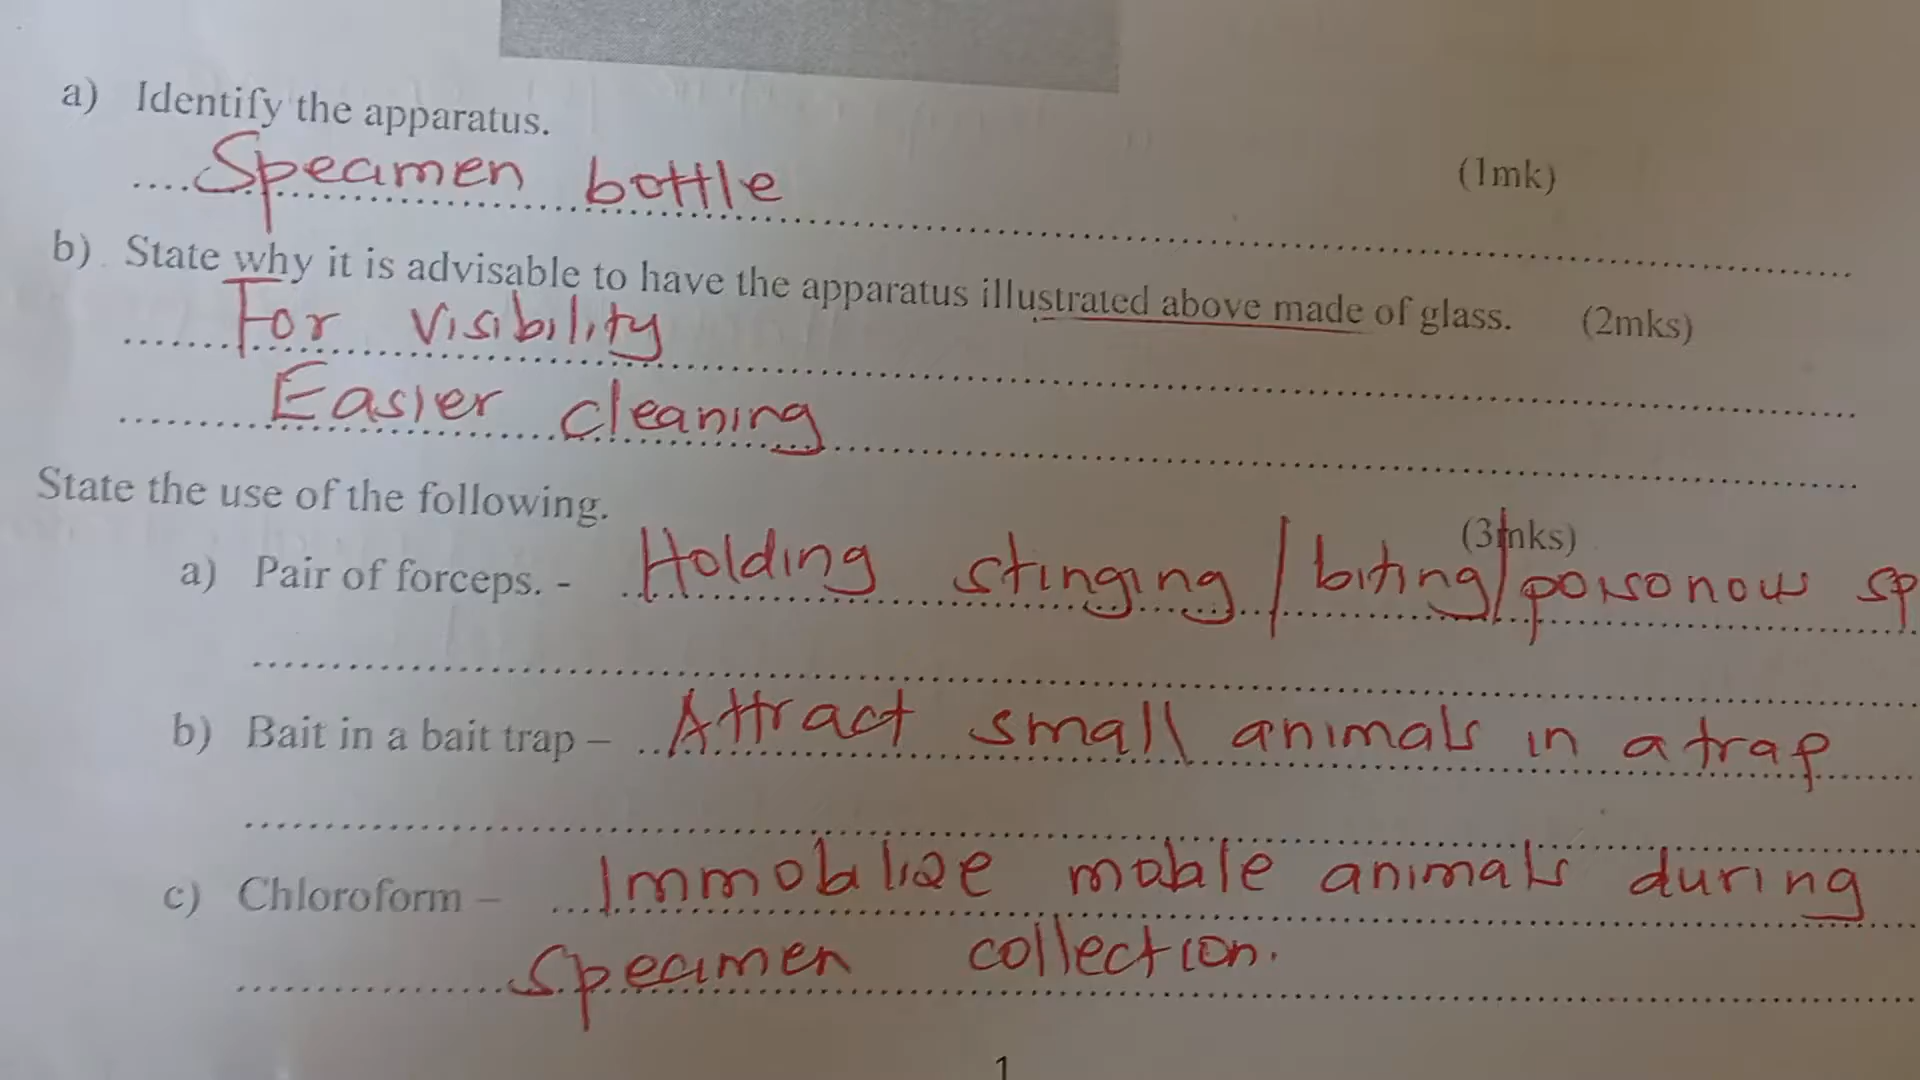 a) Identify the apparatus.
(1mk)
Specimen bottle
b) State why it is advisable to have the apparatus illustrated above made of glass. (2mks)
For visibility
Easier cleaning
State the use of the following.
(3mks)
a) Pair of forceps. - Holding stinging / biting/poisonous sp
b) Bait in a bait trap – Attract small animals in a trap
c) Chloroform – Immobilize mobile animals during
specimen collection.
1